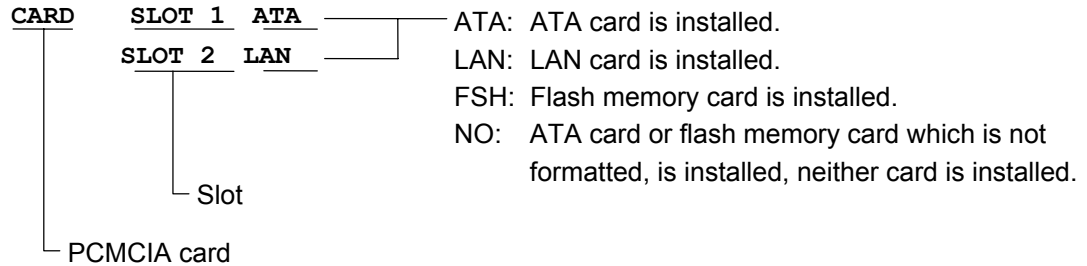 CARD SLOT 1 ATA
SLOT 2 LAN
ATA: ATA card is installed.
LAN: LAN card is installed.
FSH: Flash memory card is installed.
NO: ATA card or flash memory card which is not
formatted, is installed, neither card is installed.
Slot
PCMCIA card